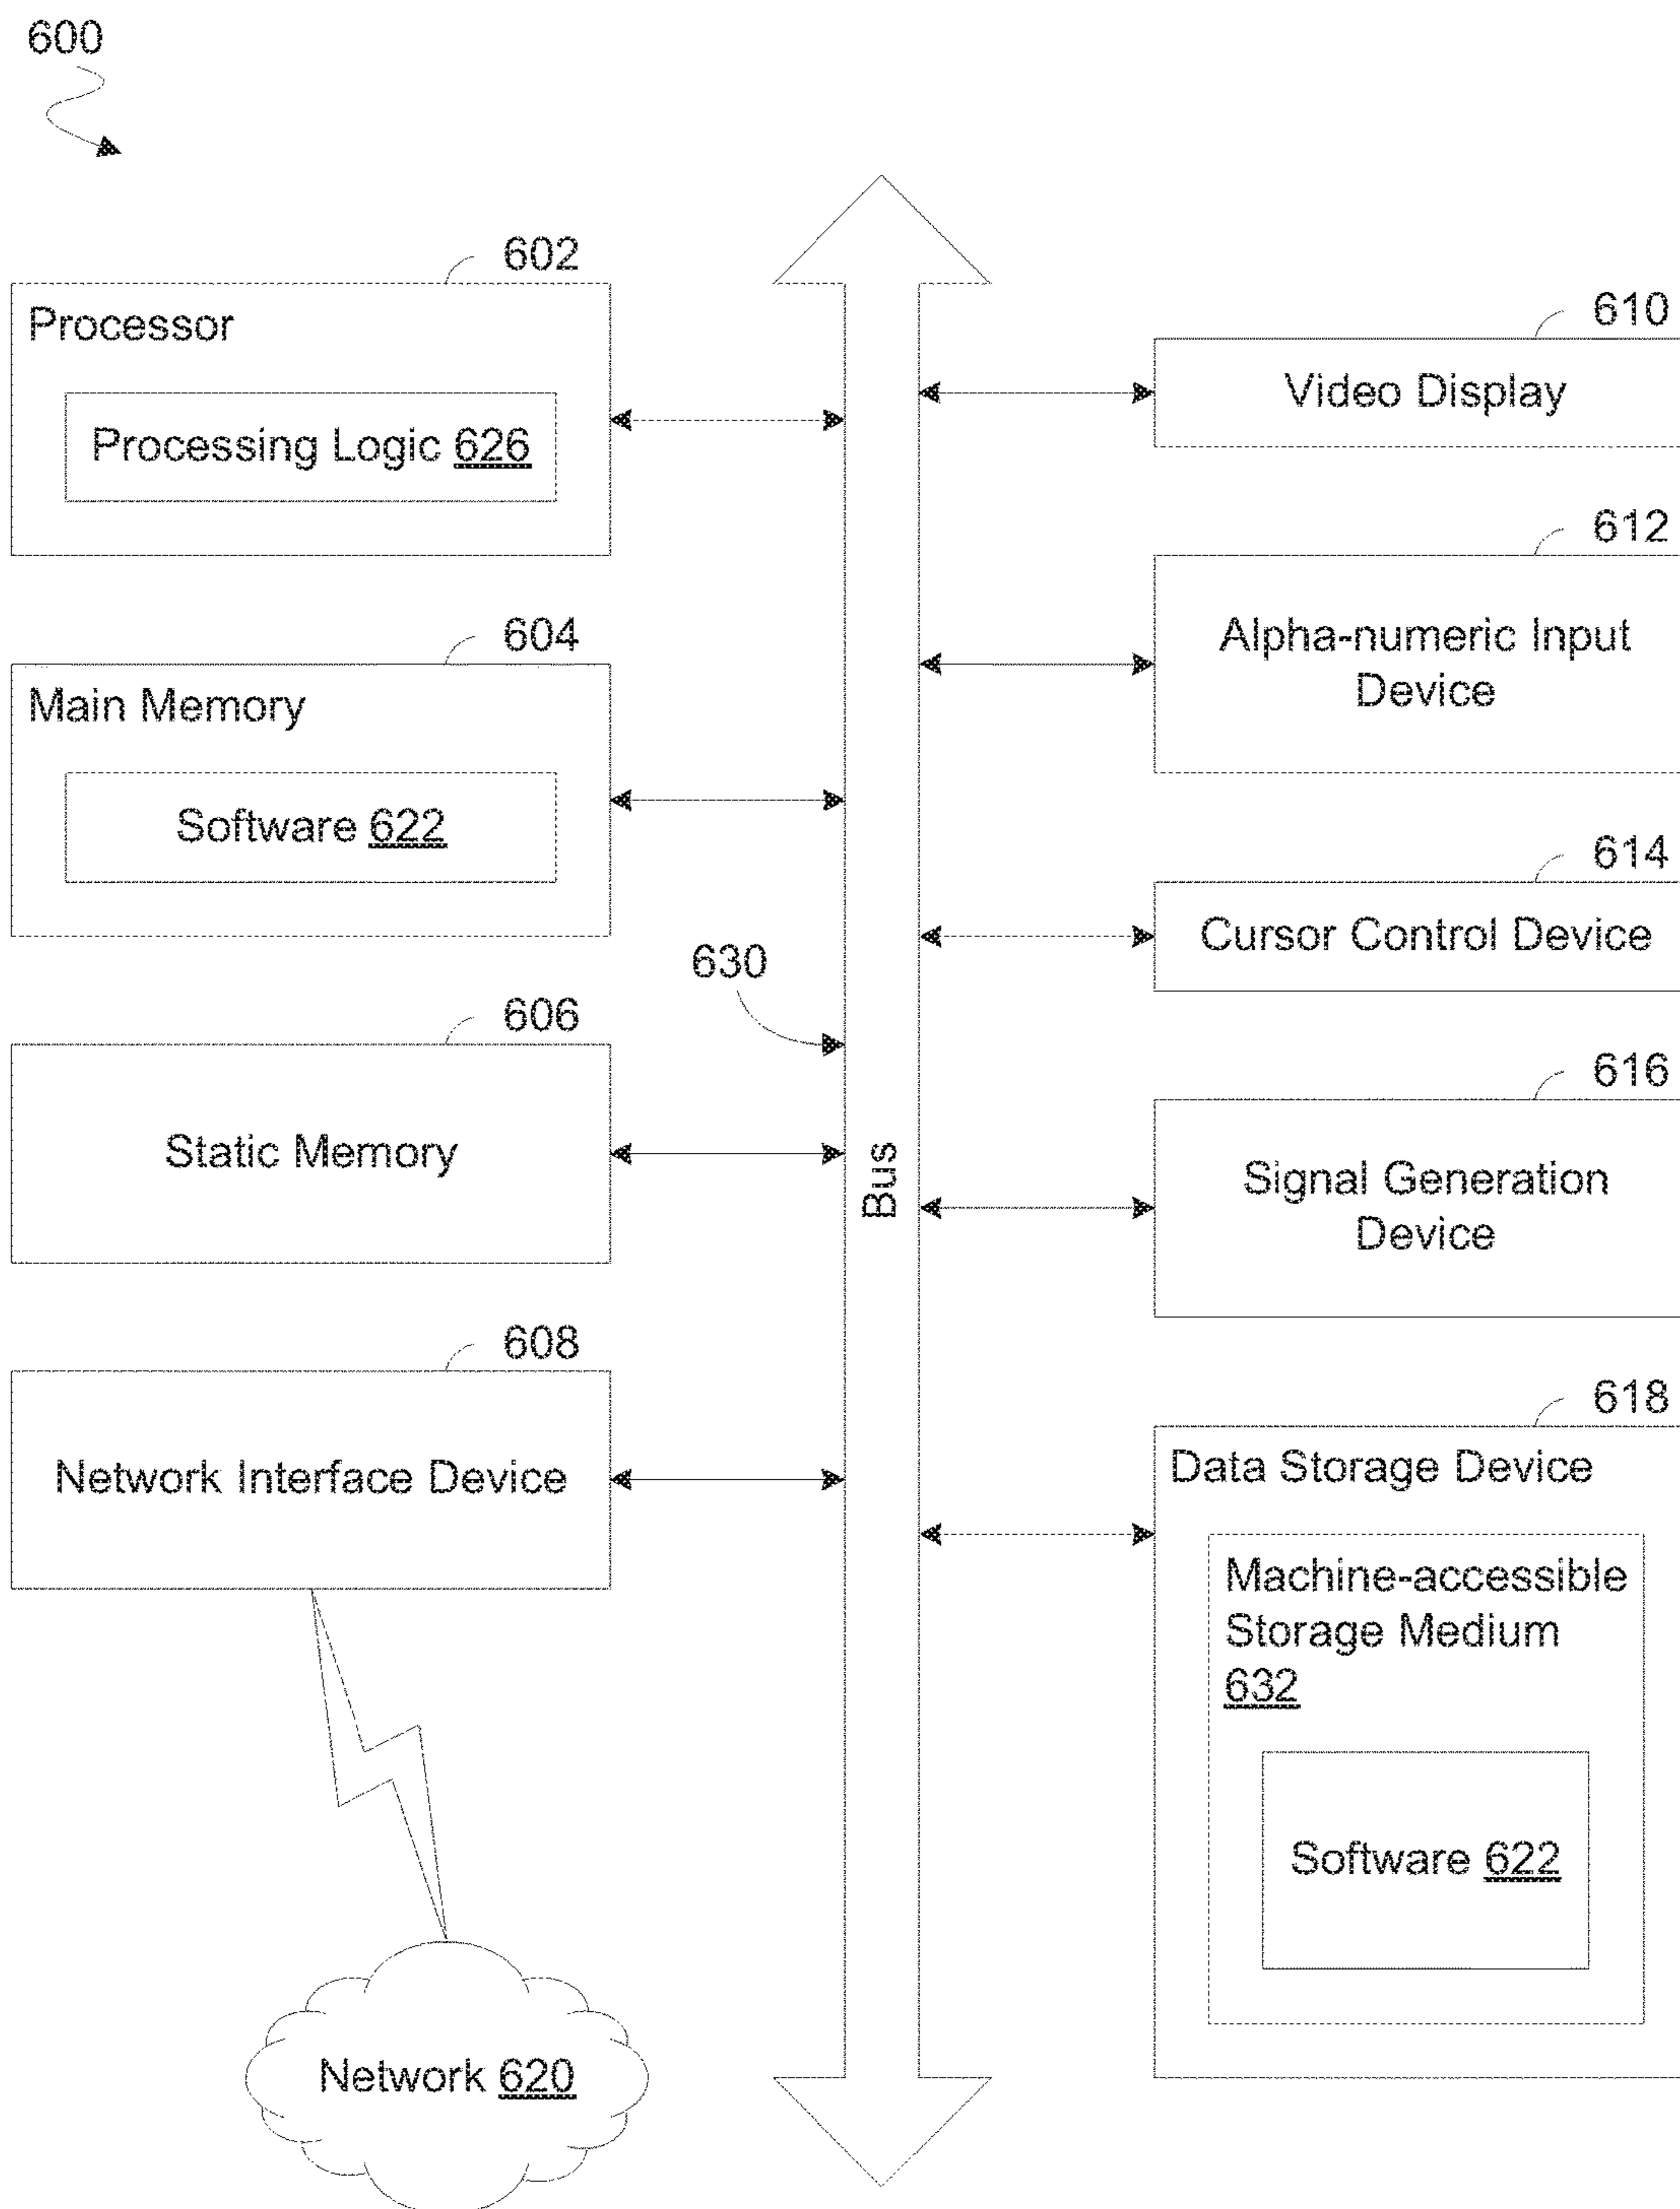 600
602
Processor
Processing Logic 626
604
Main Memory
Software 622
630
606
Static Memory
608
Network Interface Device
Network 620
Bus
610
Video Display
612
Alpha-numeric Input
Device
614
Cursor Control Device
616
Signal Generation
Device
618
Data Storage Device
Machine-accessible
Storage Medium
632
Software 622